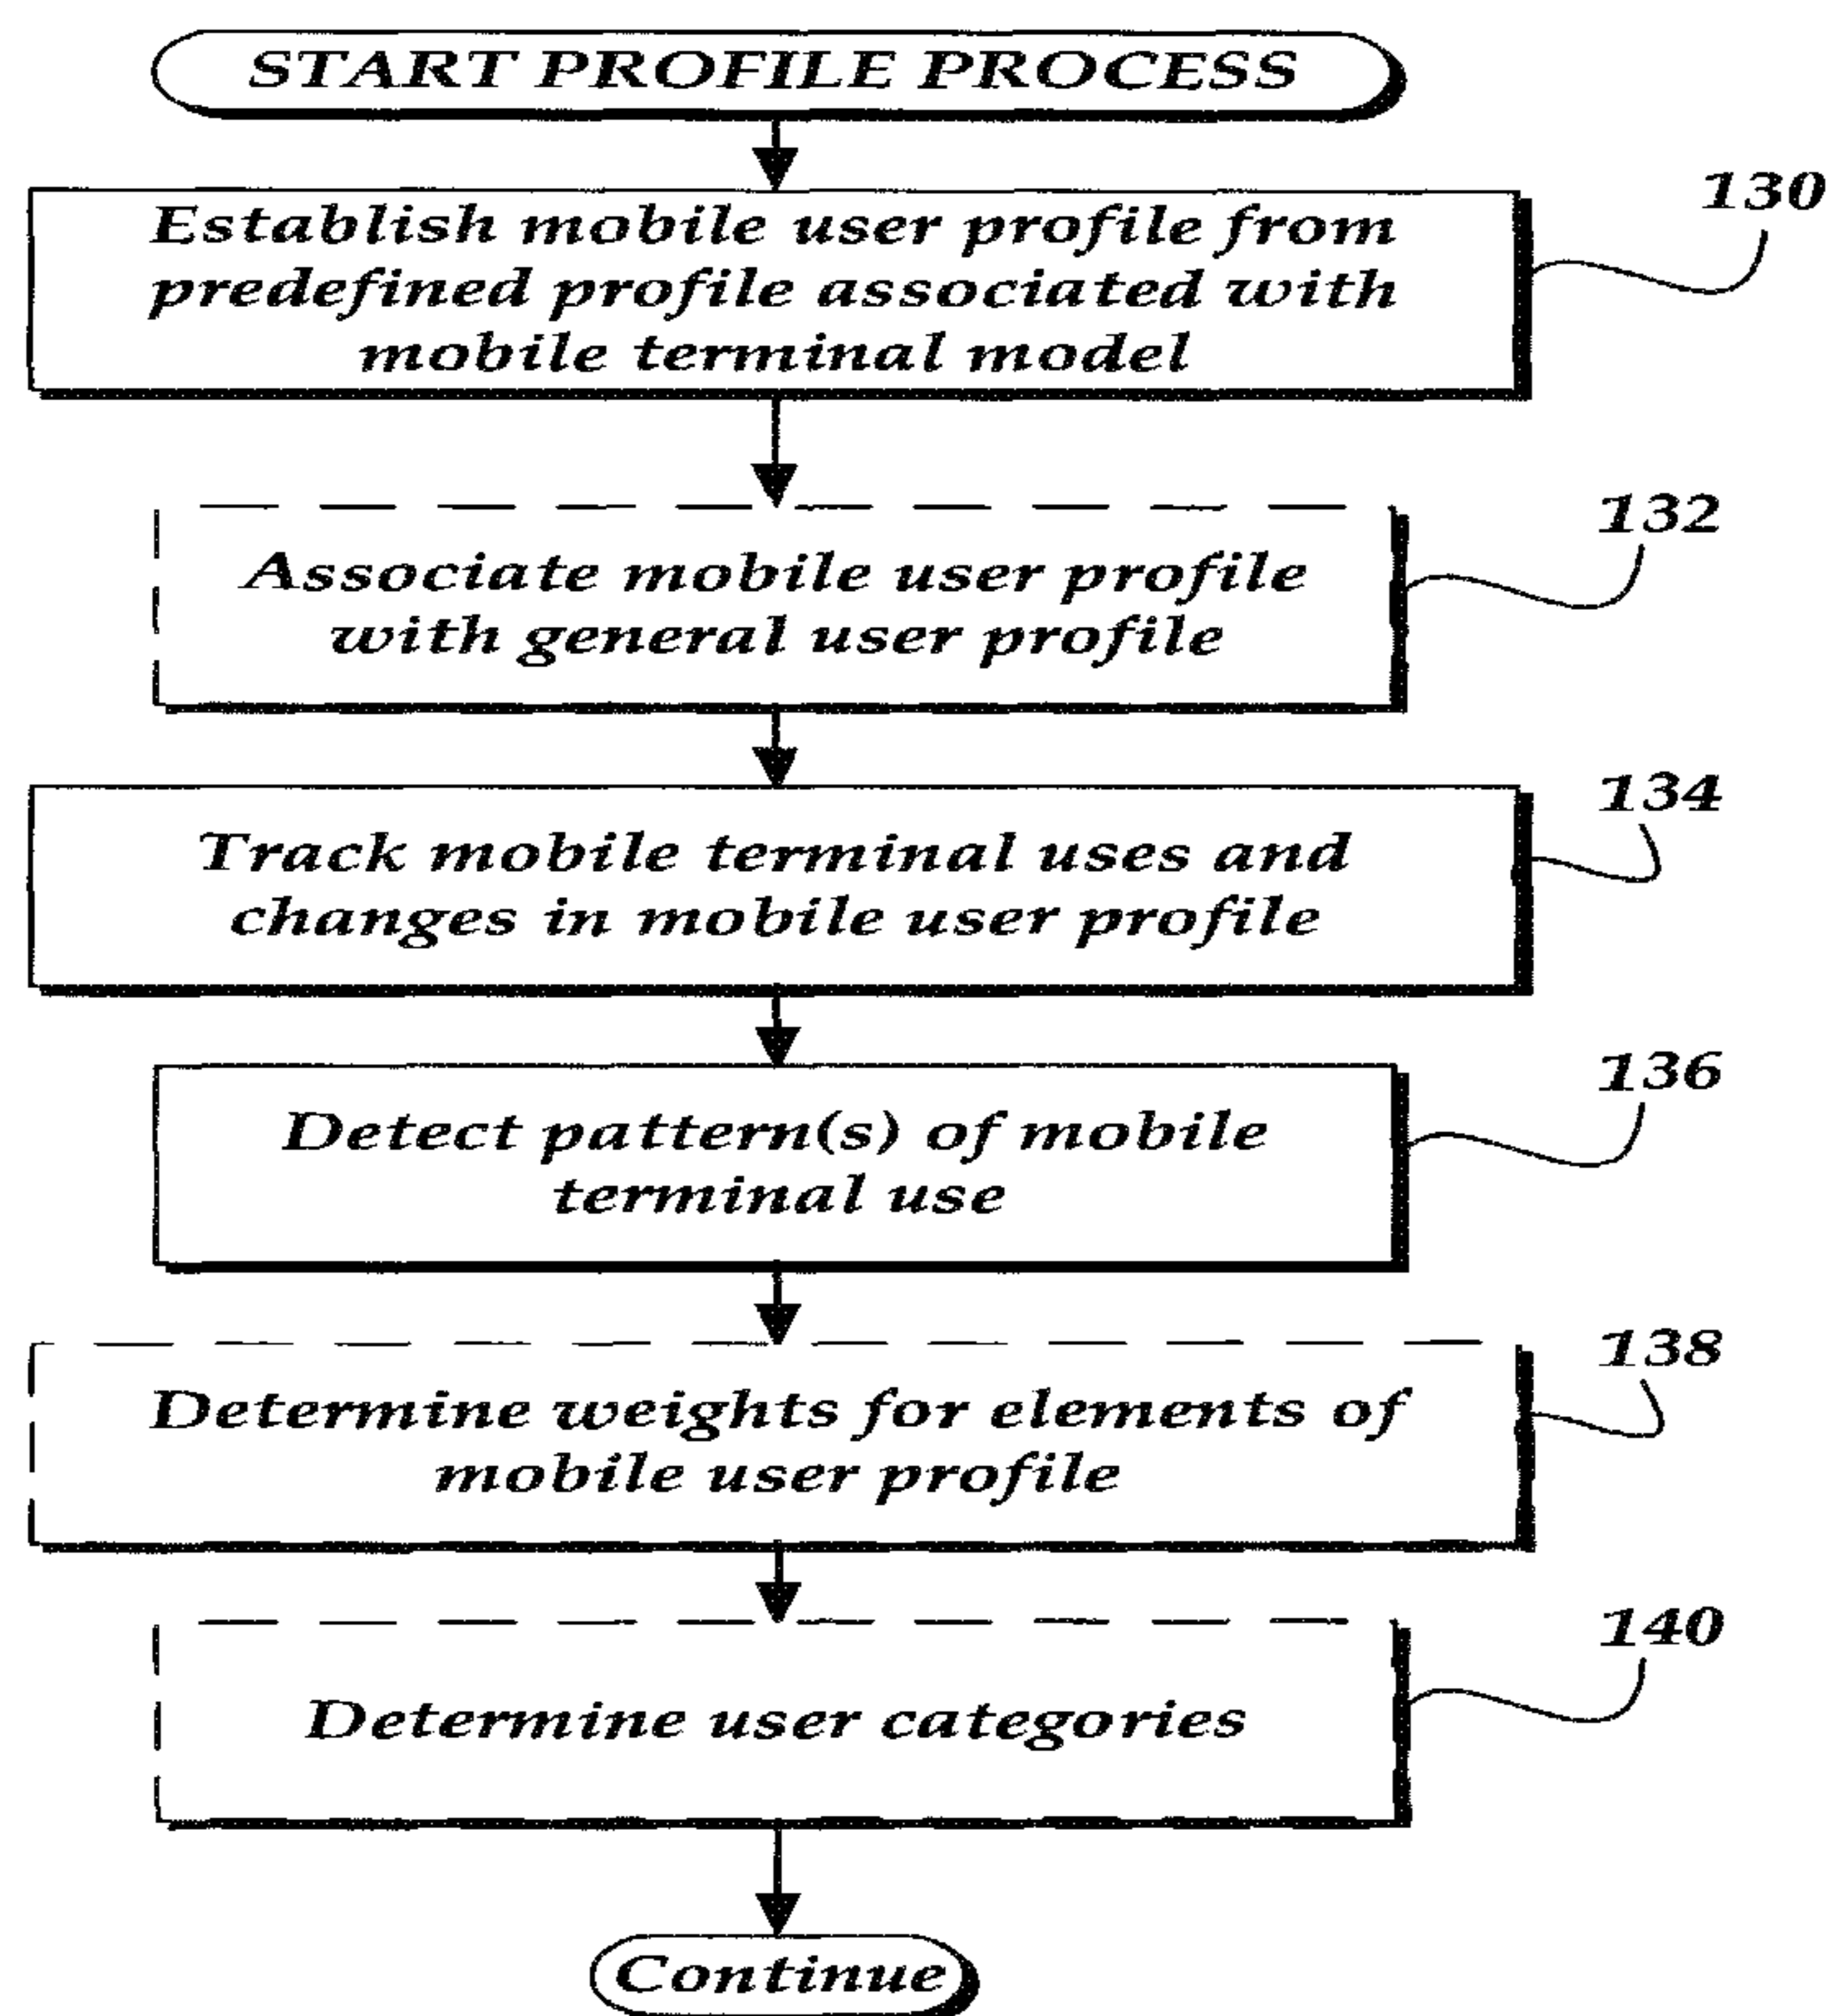 START PROFILE PROCESS
130
Establish mobile user profile from
predefined profile associated with
mobile terminal model
132
Associate mobile user profile
with general user profile
134
Track mobile terminal uses and
changes in mobile user profile
136
Detect pattern(s) of mobile
terminal use
138
Determine weights for elements of
mobile user profile
140
Determine user categories
Continue